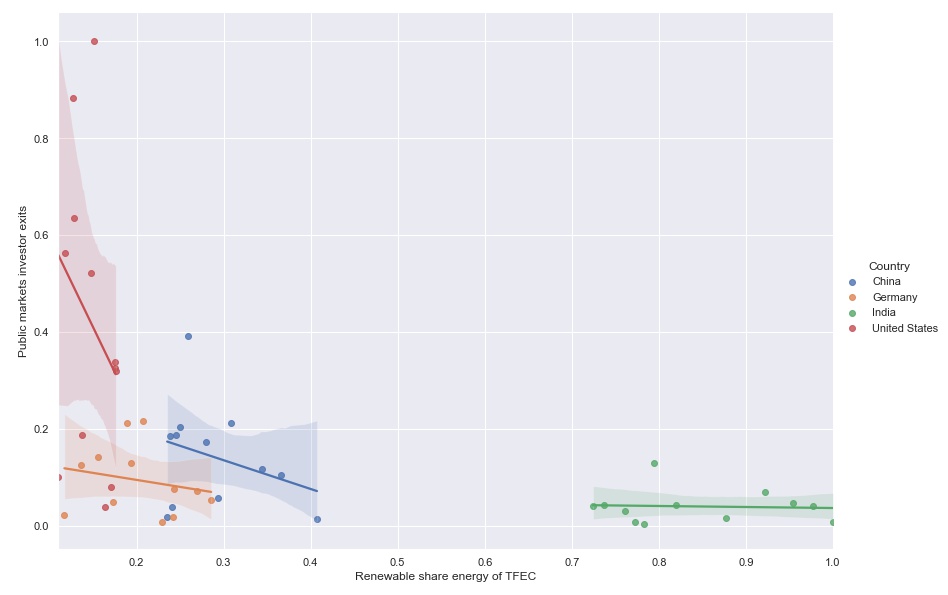 1.0
0.8
0.6
0.4
0.2
0.0
Public markets investor exits
0.2 0.3 0.4 0.5 0.6 0.7 0.8 0.9 1.0
Renewable share energy of TFEC
Country
China
Germany
India
United States